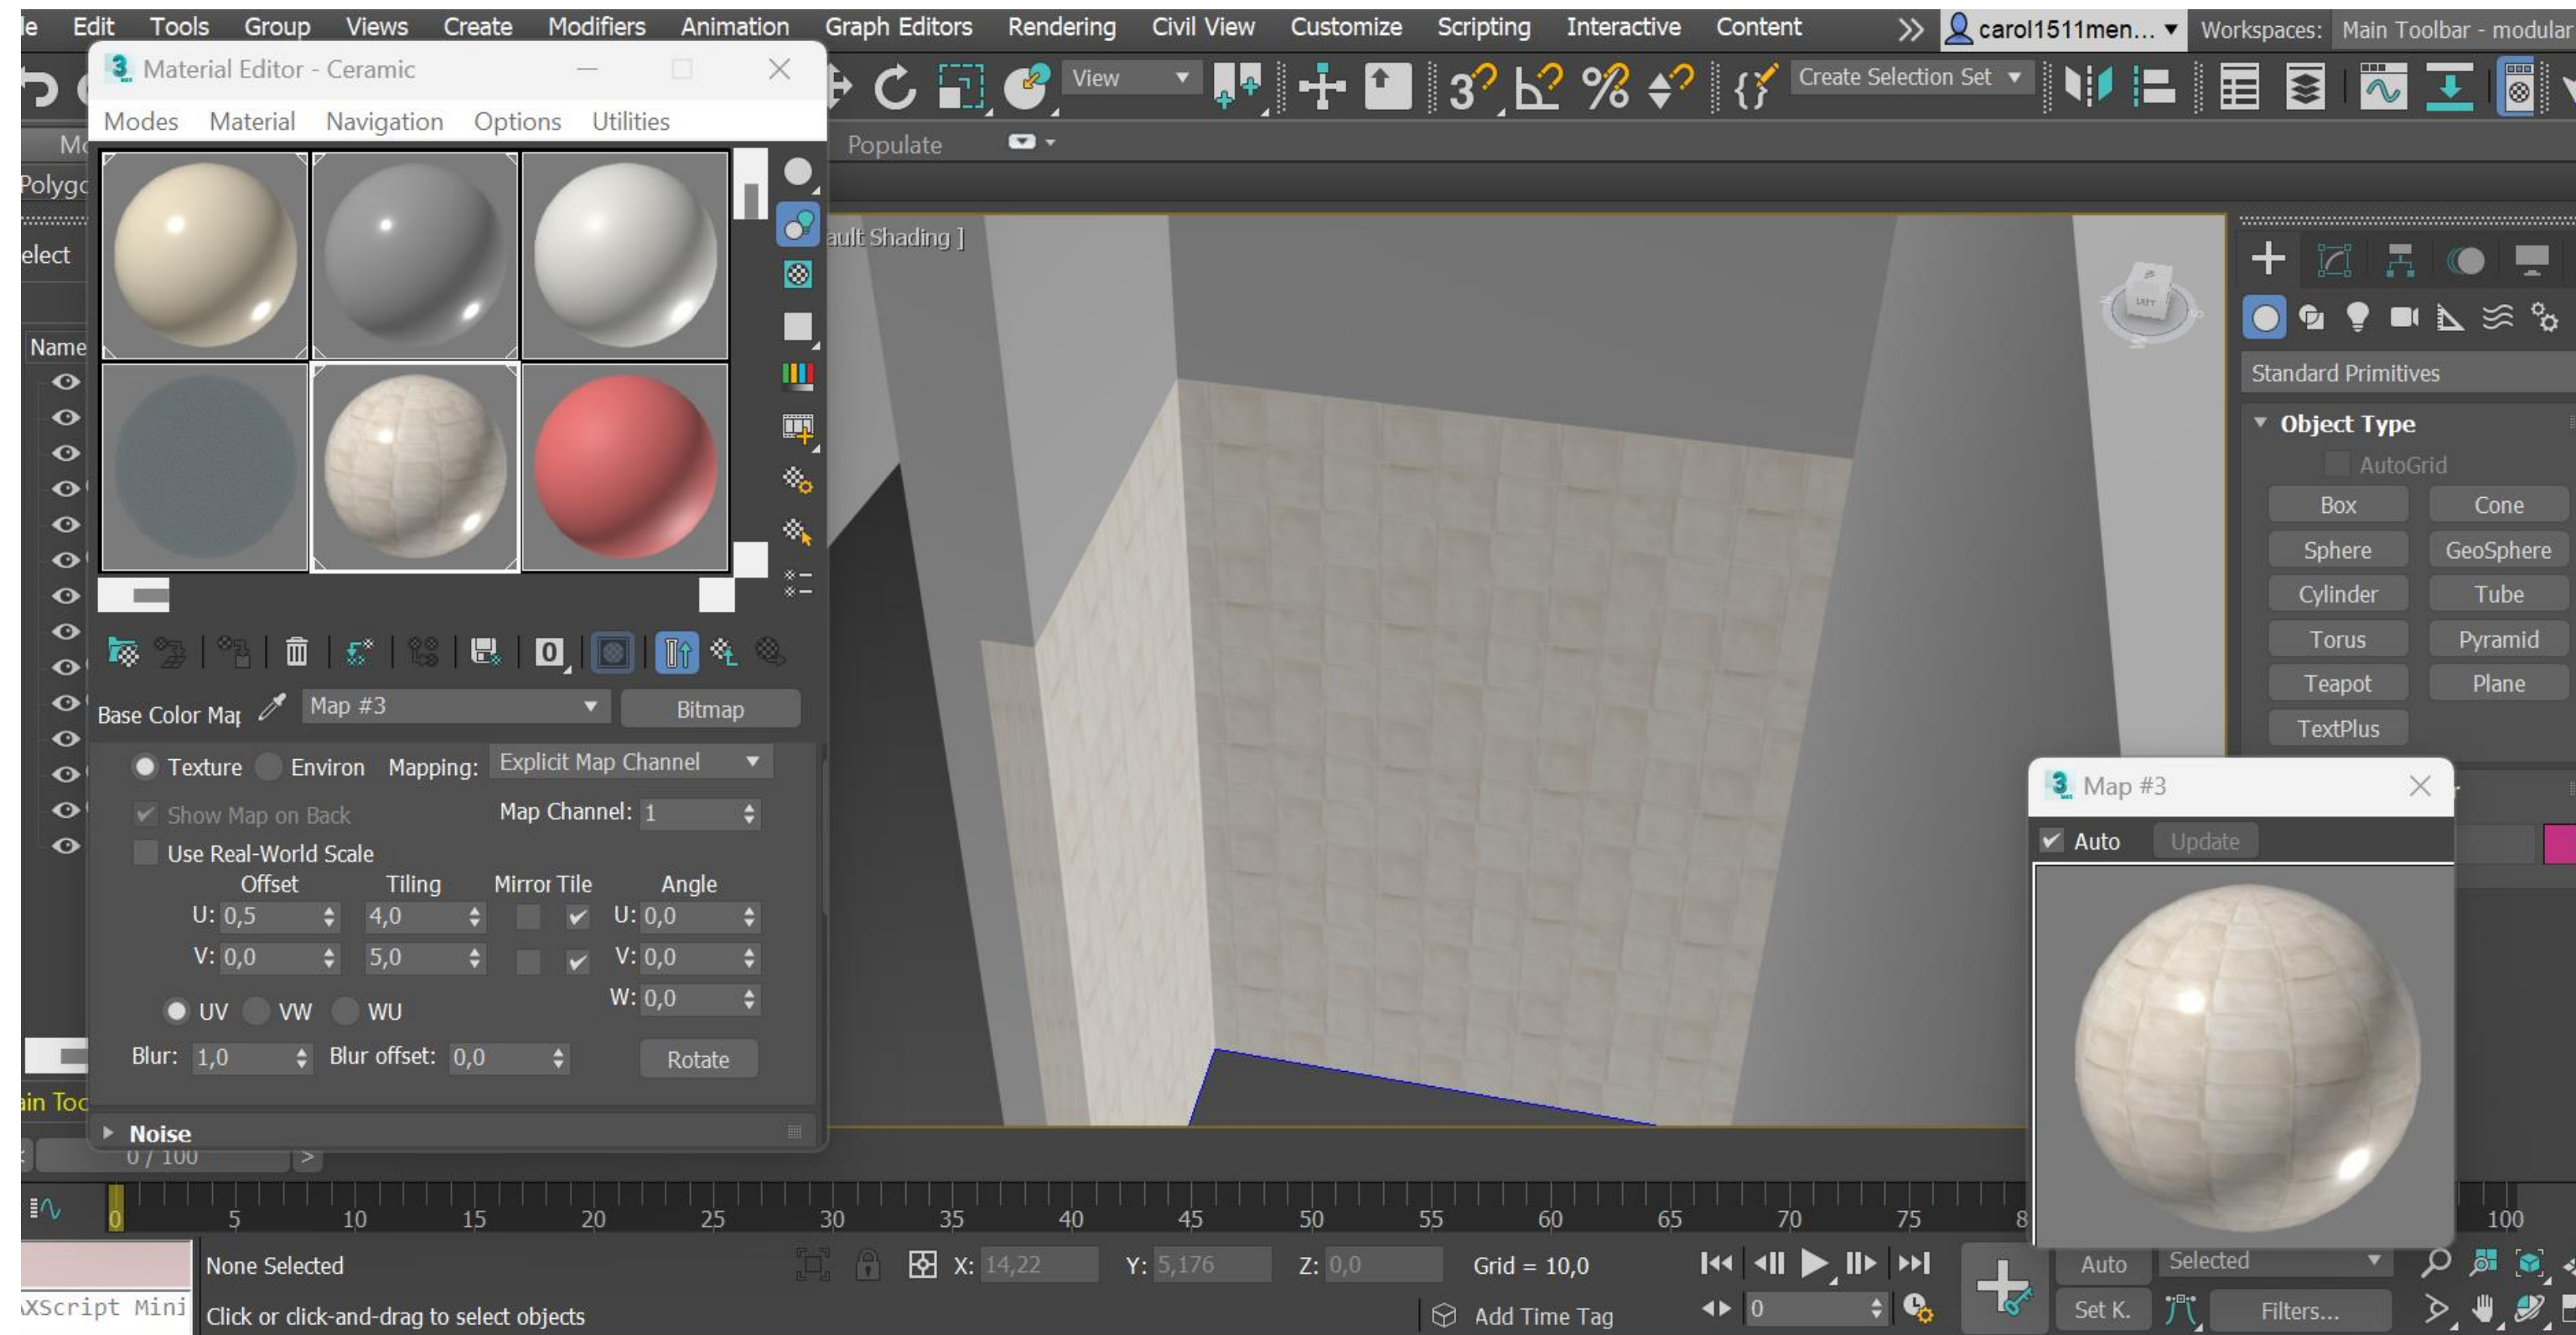 le Edit Tools Group Views Create Modifiers Animation Graph Editors Rendering Civil View Customize Scripting Interactive Content carol1511men... Workspaces: Main Toolbar - modular
Material Editor - Ceramic
View
Create Selection Set
Modes Material Navigation Options Utilities
Populate
Polygo
ault Shading ]
elect
LEFT
Name
Standard Primitives
Object Type
AutoGrid
Box Cone
Sphere GeoSphere
Cylinder Tube
Torus Pyramid
Teapot Plane
TextPlus
Base Color Map Map #3 Bitmap
Texture Environ Mapping: Explicit Map Channel
Show Map on Back Map Channel: 1
Use Real-World Scale
Offset Tiling Mirror Tile Angle
U: 0,5 4,0 U: 0,0
V: 0,0 5,0 V: 0,0
W: 0,0
UV VW WU
Blur: 1,0 Blur offset: 0,0 Rotate
Noise
Map #3
Auto Update
ain Too
0 / 100 >
0 5 10 15 20 25 30 35 40 45 50 55 60 65 70 75 8 100
None Selected X: 14,22 Y: 5,176 Z: 0,0 Grid = 10,0 Auto Selected
AXScript Mini Click or click-and-drag to select objects Add Time Tag 0 Set K. Filters...